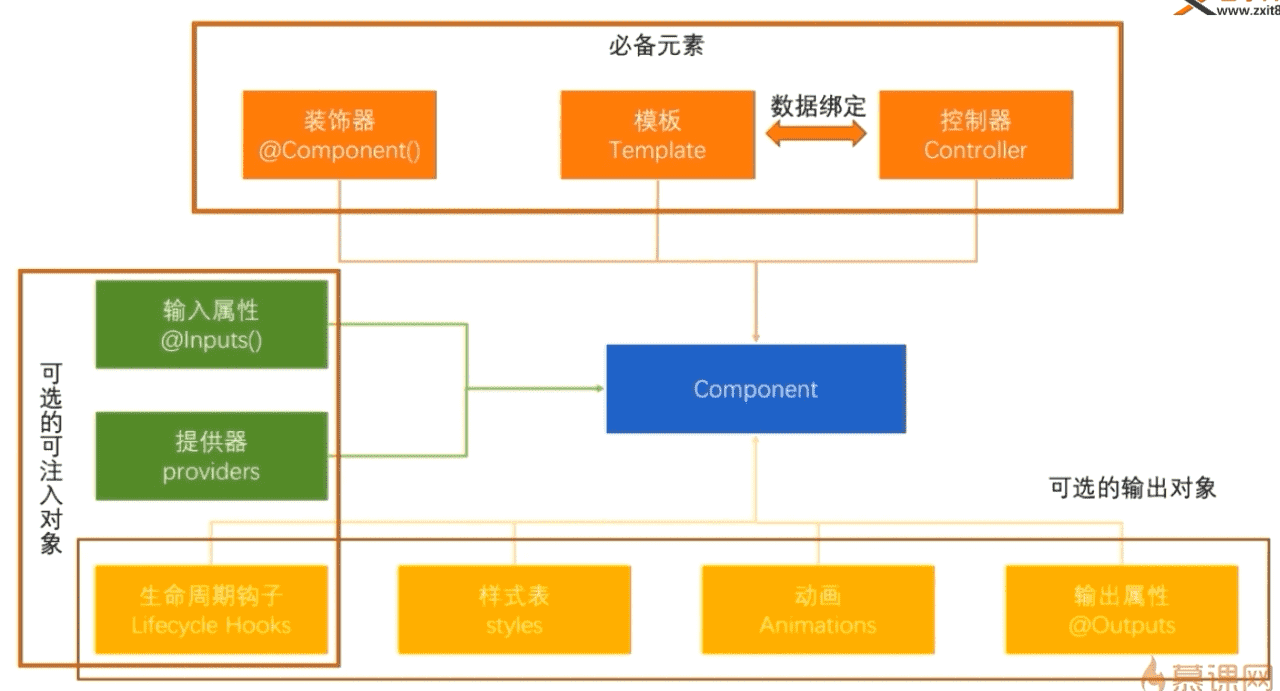 www.zxit8
必备元素
装饰器
@Component()
模板
Template
数据绑定
控制器
Controller
输入属性
@Inputs()
可选的可注入对象
提供器
providers
Component
可选的输出对象
生命周期钩子
Lifecycle Hooks
样式表
styles
动画
Animations
输出属性
@Outputs
慕课网